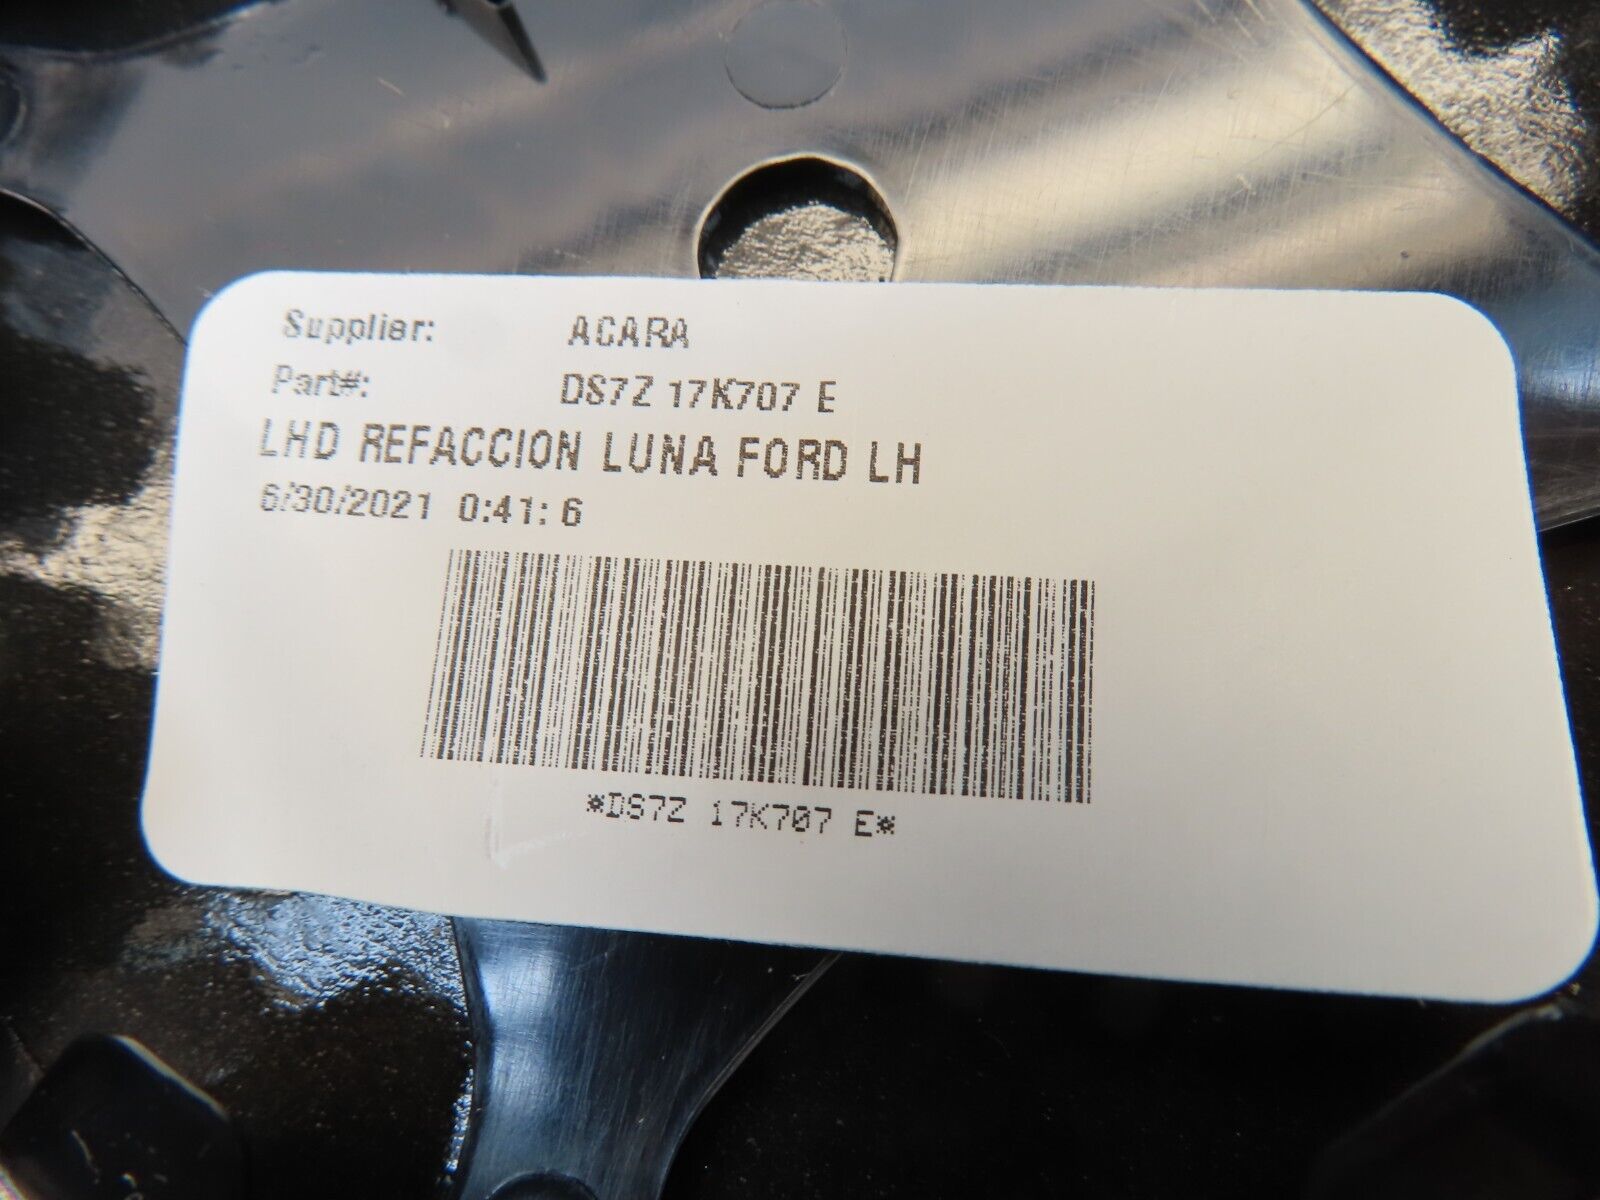 Supplier: ACARA
Part#: DS7Z 17K707 E
LHD REFACCION LUNA FORD LH
6/30/2021 0:41: 6
*DS7Z 17K707 E*